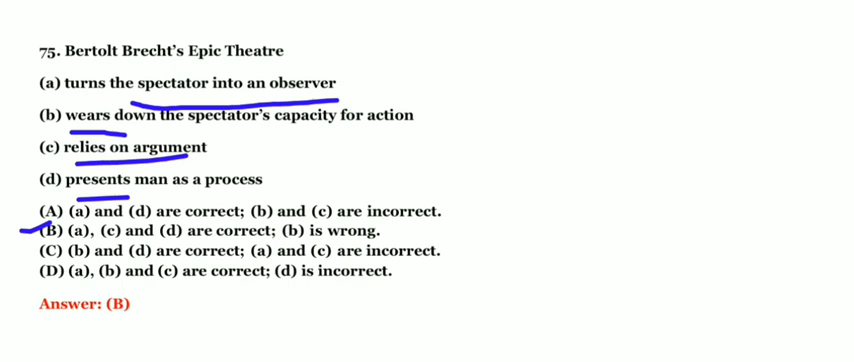 75. Bertolt Brecht's Epic Theatre
(a) turns the spectator into an observer
(b) wears down the spectator's capacity for action
(c) relies on argument
(d) presents man as a process
(A) (a) and (d) are correct; (b) and (c) are incorrect.
(B) (a), (c) and (d) are correct; (b) is wrong.
(C) (b) and (d) are correct; (a) and (c) are incorrect.
(D) (a), (b) and (c) are correct; (d) is incorrect.
Answer: (B)